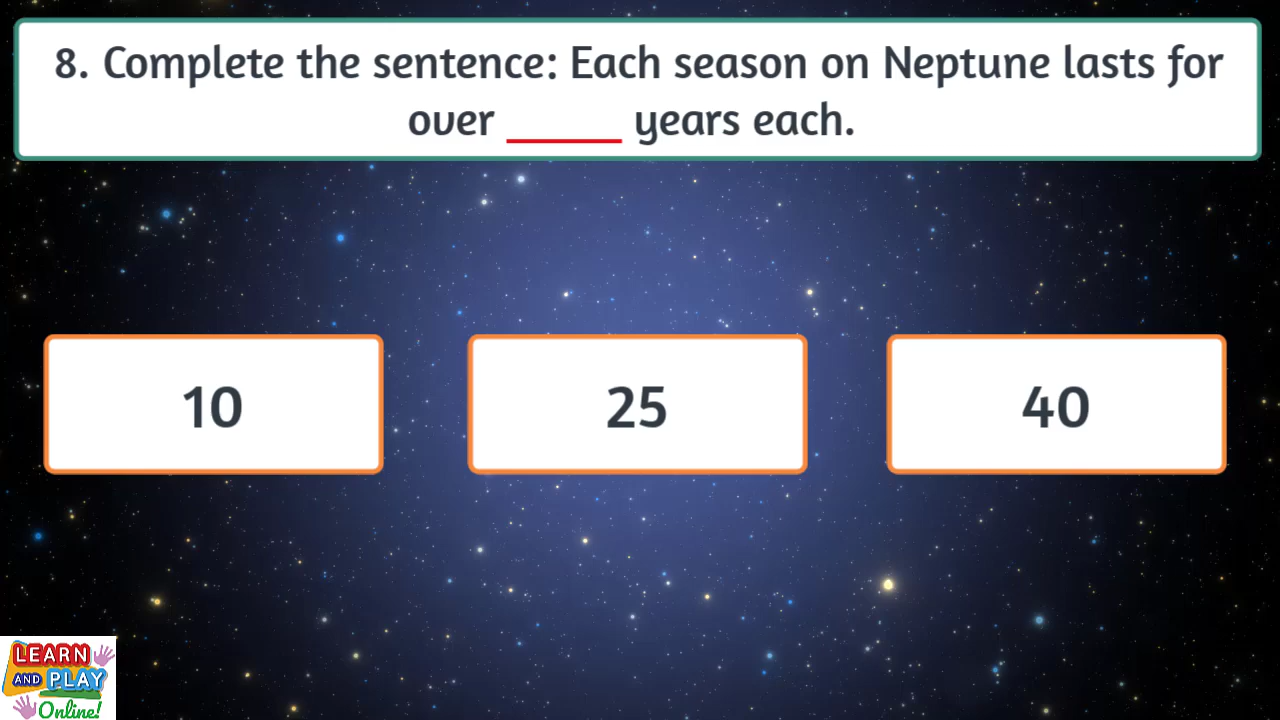 8. Complete the sentence: Each season on Neptune lasts for
over _____ years each.
10
25
40
LEARN
AND PLAY
Online!